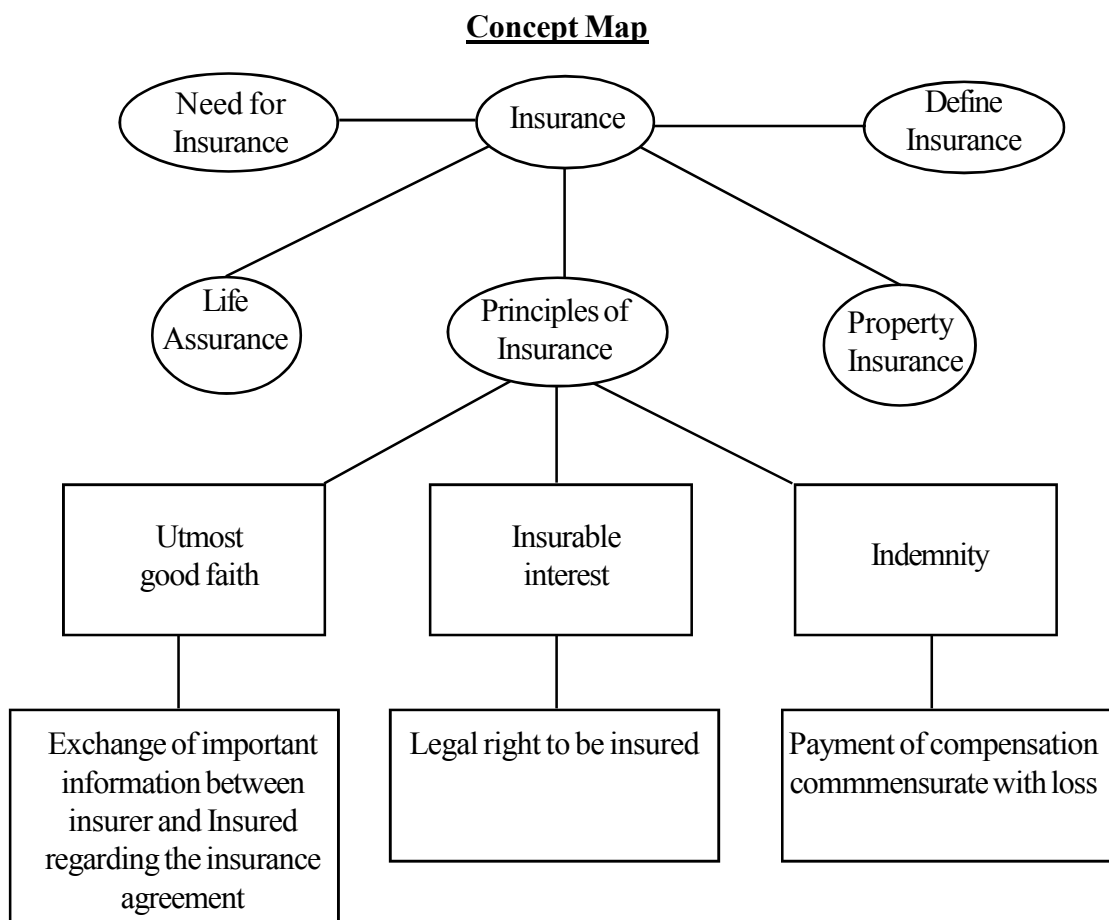 Concept Map
Need for
Insurance
Insurance
Define
Insurance
Life
Assurance
Principles of
Insurance
Property
Insurance
Utmost
good faith
Insurable
interest
Indemnity
Exchange of important
information between
insurer and Insured
regarding the insurance
agreement
Legal right to be insured
Payment of compensation
commmensurate with loss